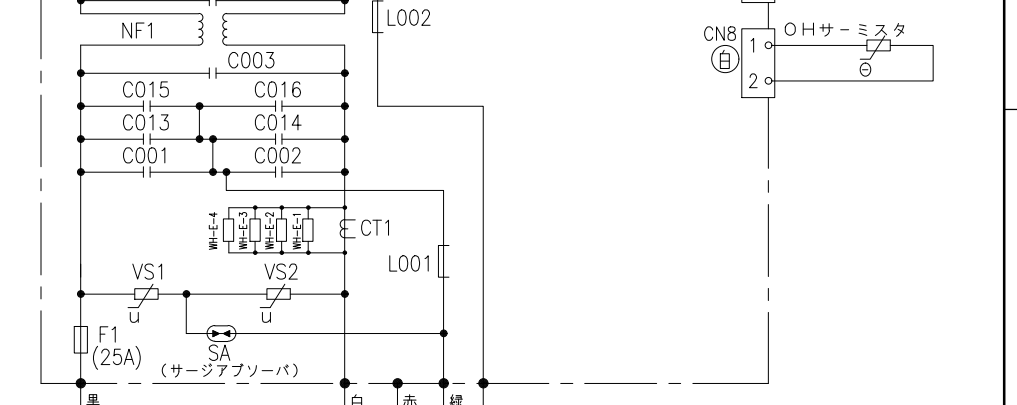 L002
NF1
CN8
白
1
2
OHサーミスタ
θ
C003
C015
C016
C013
C014
C001
C002
WH-E-4
WH-E-3
WH-E-2
WH-E-1
CT1
L001
VS1
u
VS2
u
F1
(25A)
SA
(サージアブソーバ)
黒
白
赤
緑